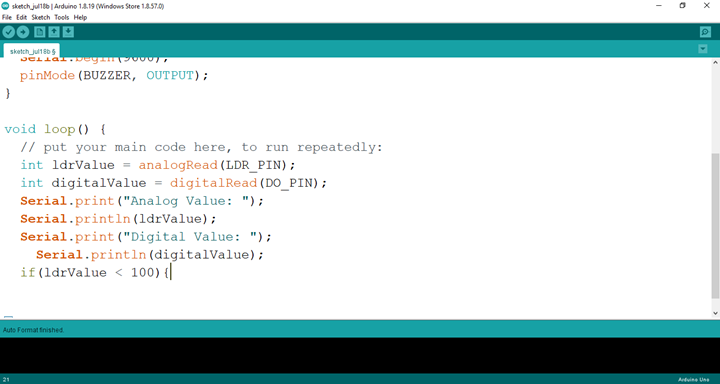 sketch_jul18b | Arduino 1.8.19 (Windows Store 1.8.57.0)
File Edit Sketch Tools Help
sketch_jul18b §
Serial.begin(9600);
pinMode(BUZZER, OUTPUT);
}
void loop() {
// put your main code here, to run repeatedly:
int ldrValue = analogRead(LDR_PIN);
int digitalValue = digitalRead(DO_PIN);
Serial.print("Analog Value: ");
Serial.println(ldrValue);
Serial.print("Digital Value: ");
Serial.println(digitalValue);
if(ldrValue < 100){
Auto Format finished.
21
Arduino Uno